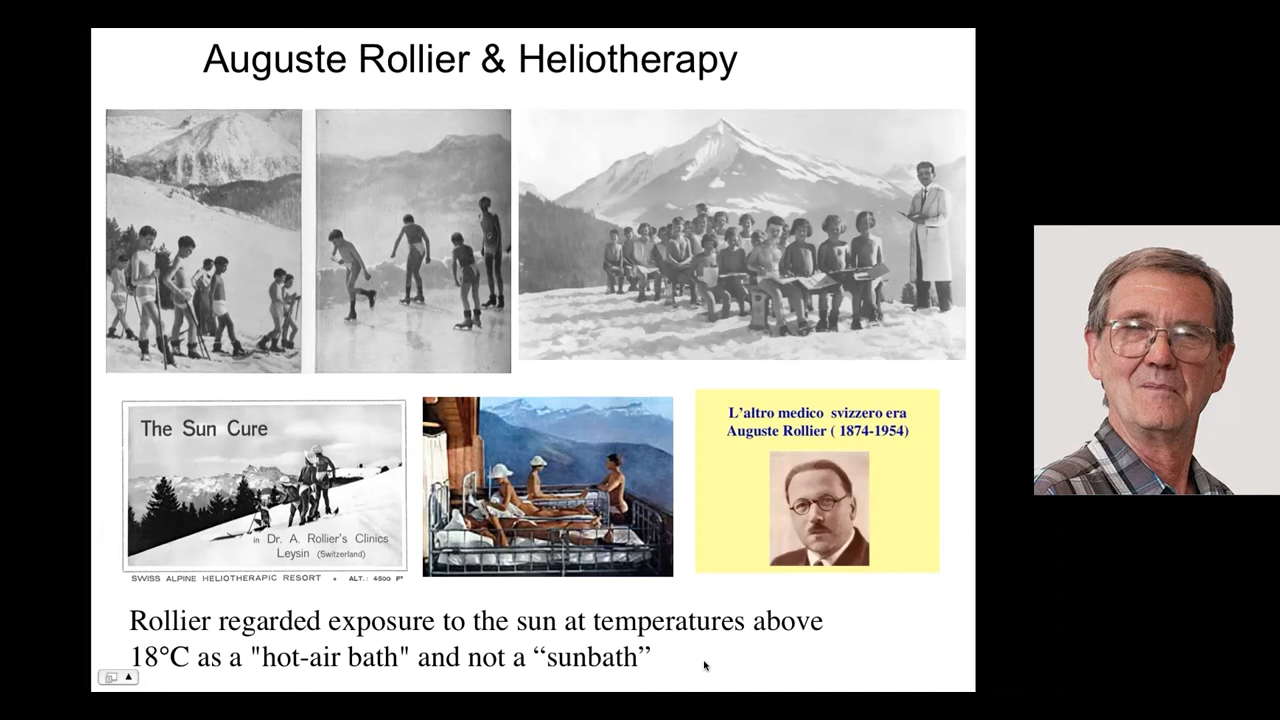 Auguste Rollier & Heliotherapy
The Sun Cure
in Dr. A. Rollier's Clinics
Leysin (Switzerland)
SWISS ALPINE HELIOTHERAPIC RESORT • ALT.: 4500 FT
L'altro medico svizzero era
Auguste Rollier ( 1874-1954)
Rollier regarded exposure to the sun at temperatures above
18°C as a "hot-air bath" and not a “sunbath”